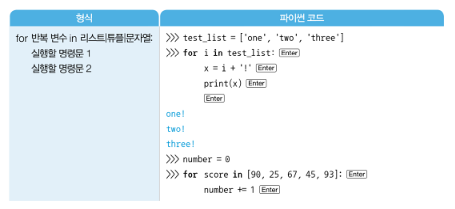 형식
파이썬 코드
for 반복 변수 in 리스트|튜플|문자열:
실행할 명령문 1
실행할 명령문 2
>>> test_list = ['one', 'two', 'three']
>>> for i in test_list: Enter
x = i + '!' Enter
print(x) Enter
Enter
one!
two!
three!
>>> number = 0
>>> for score in [90, 25, 67, 45, 93]: Enter
number += 1 Enter